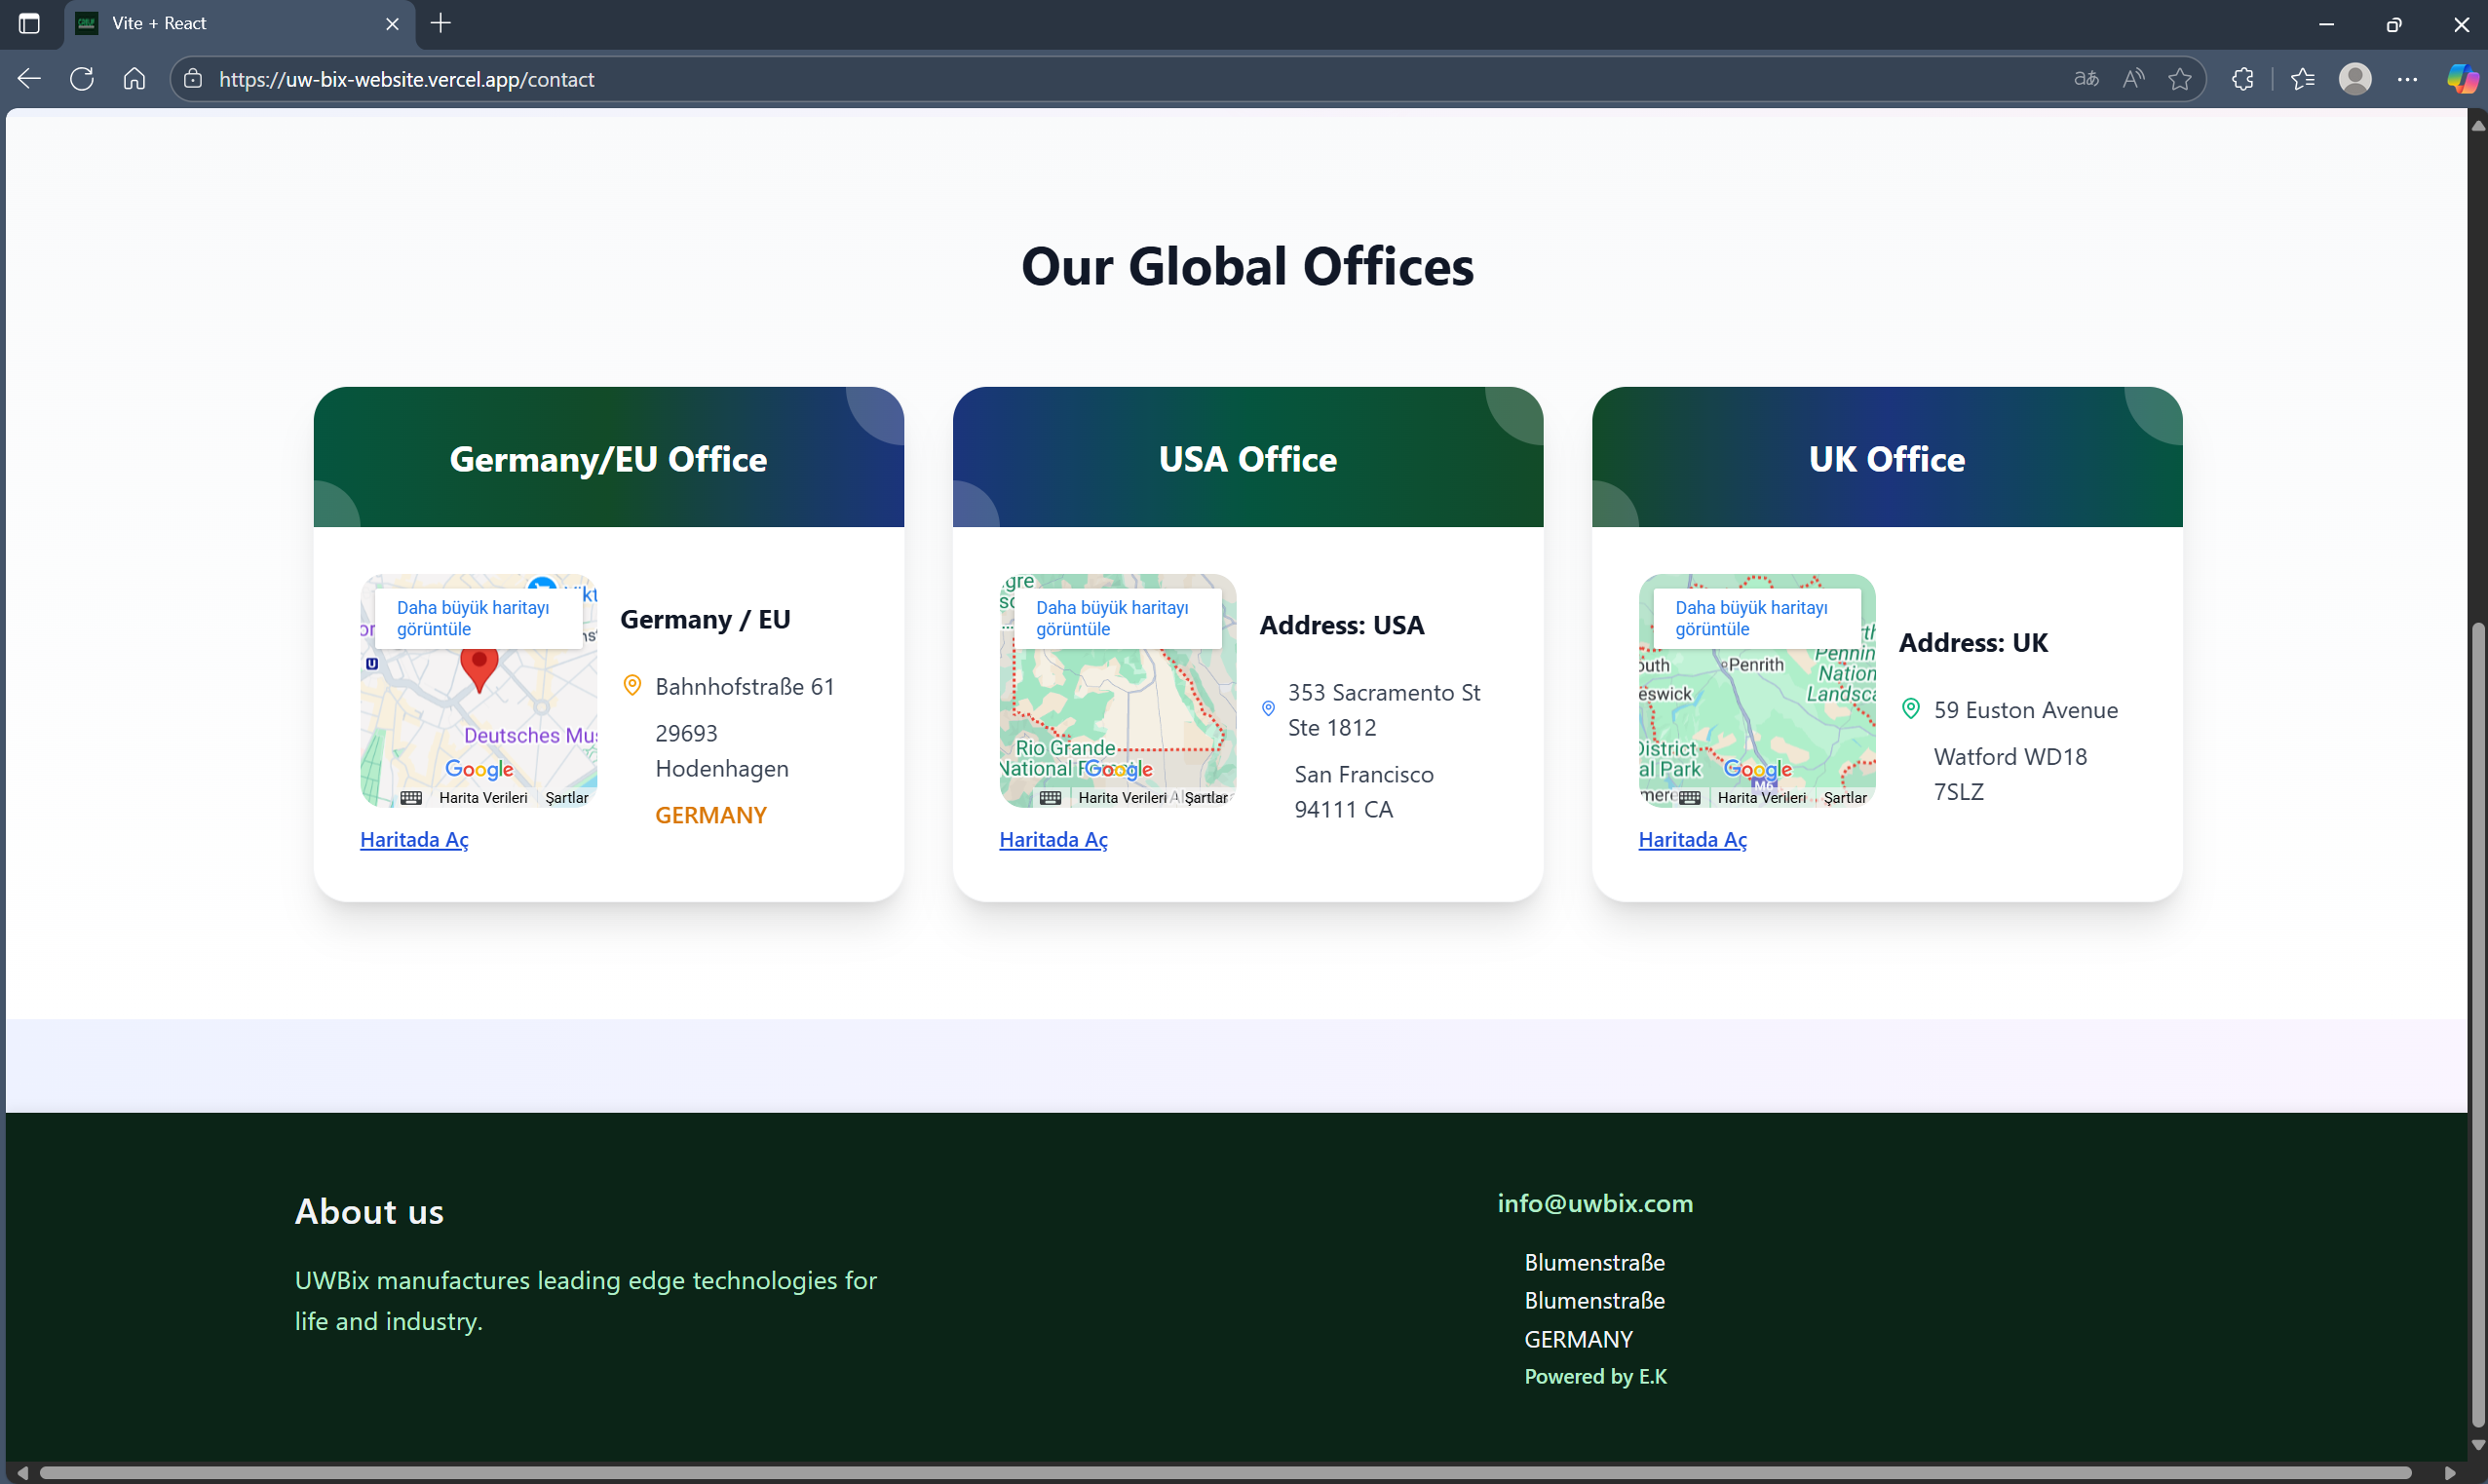 Vite + React
https://uw-bix-website.vercel.app/contact
Our Global Offices
Germany/EU Office
Daha büyük haritayı
görüntüle
Deutsches
Google
Harita Verileri
Şartlar
Haritada Aç
Germany / EU
Bahnhofstraße 61
29693
Hodenhagen
GERMANY
USA Office
Daha büyük haritayı
görüntüle
Rio Grande
National
Google
Harita Verileri
Şartlar
Haritada Aç
Address: USA
353 Sacramento St
Ste 1812
San Francisco
94111 CA
UK Office
Daha büyük haritayı
görüntüle
Penrith
District
al Park
Google
M6
Harita Verileri
Şartlar
Haritada Aç
Address: UK
59 Euston Avenue
Watford WD18
7SLZ
About us
UWBix manufactures leading edge technologies for
life and industry.
info@uwbix.com
Blumenstraße
Blumenstraße
GERMANY
Powered by E.K